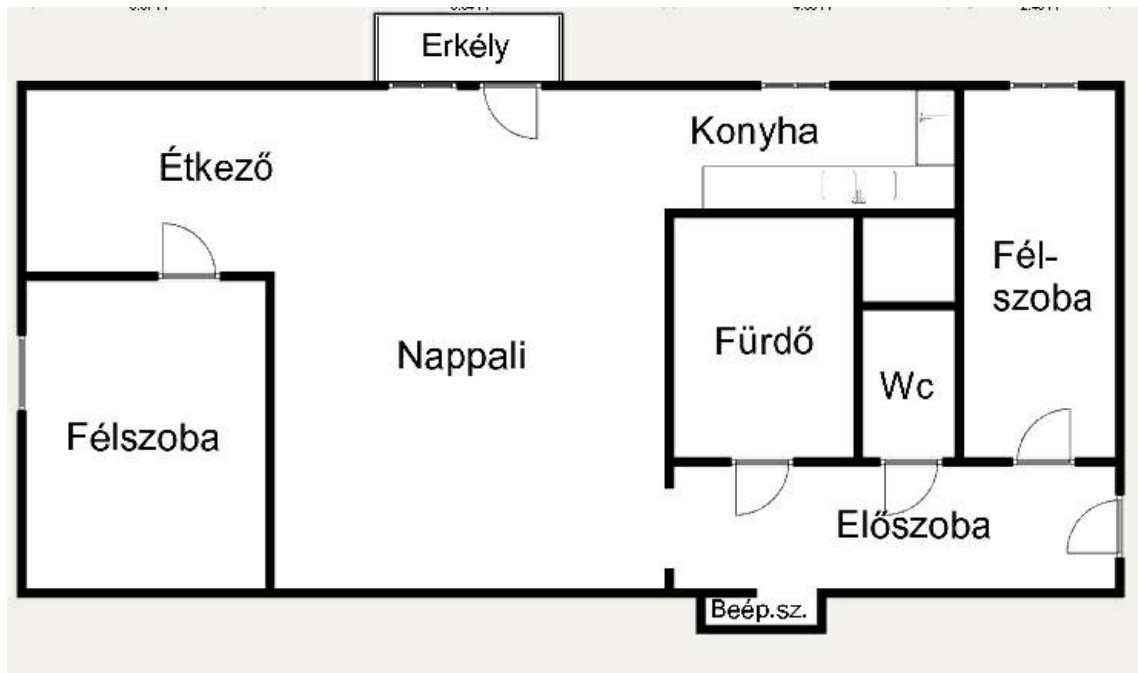 Erkély
Konyha
Étkező
Fél-
szoba
Fürdő
Nappali
Wc
Félszoba
Előszoba
Beép.sz.